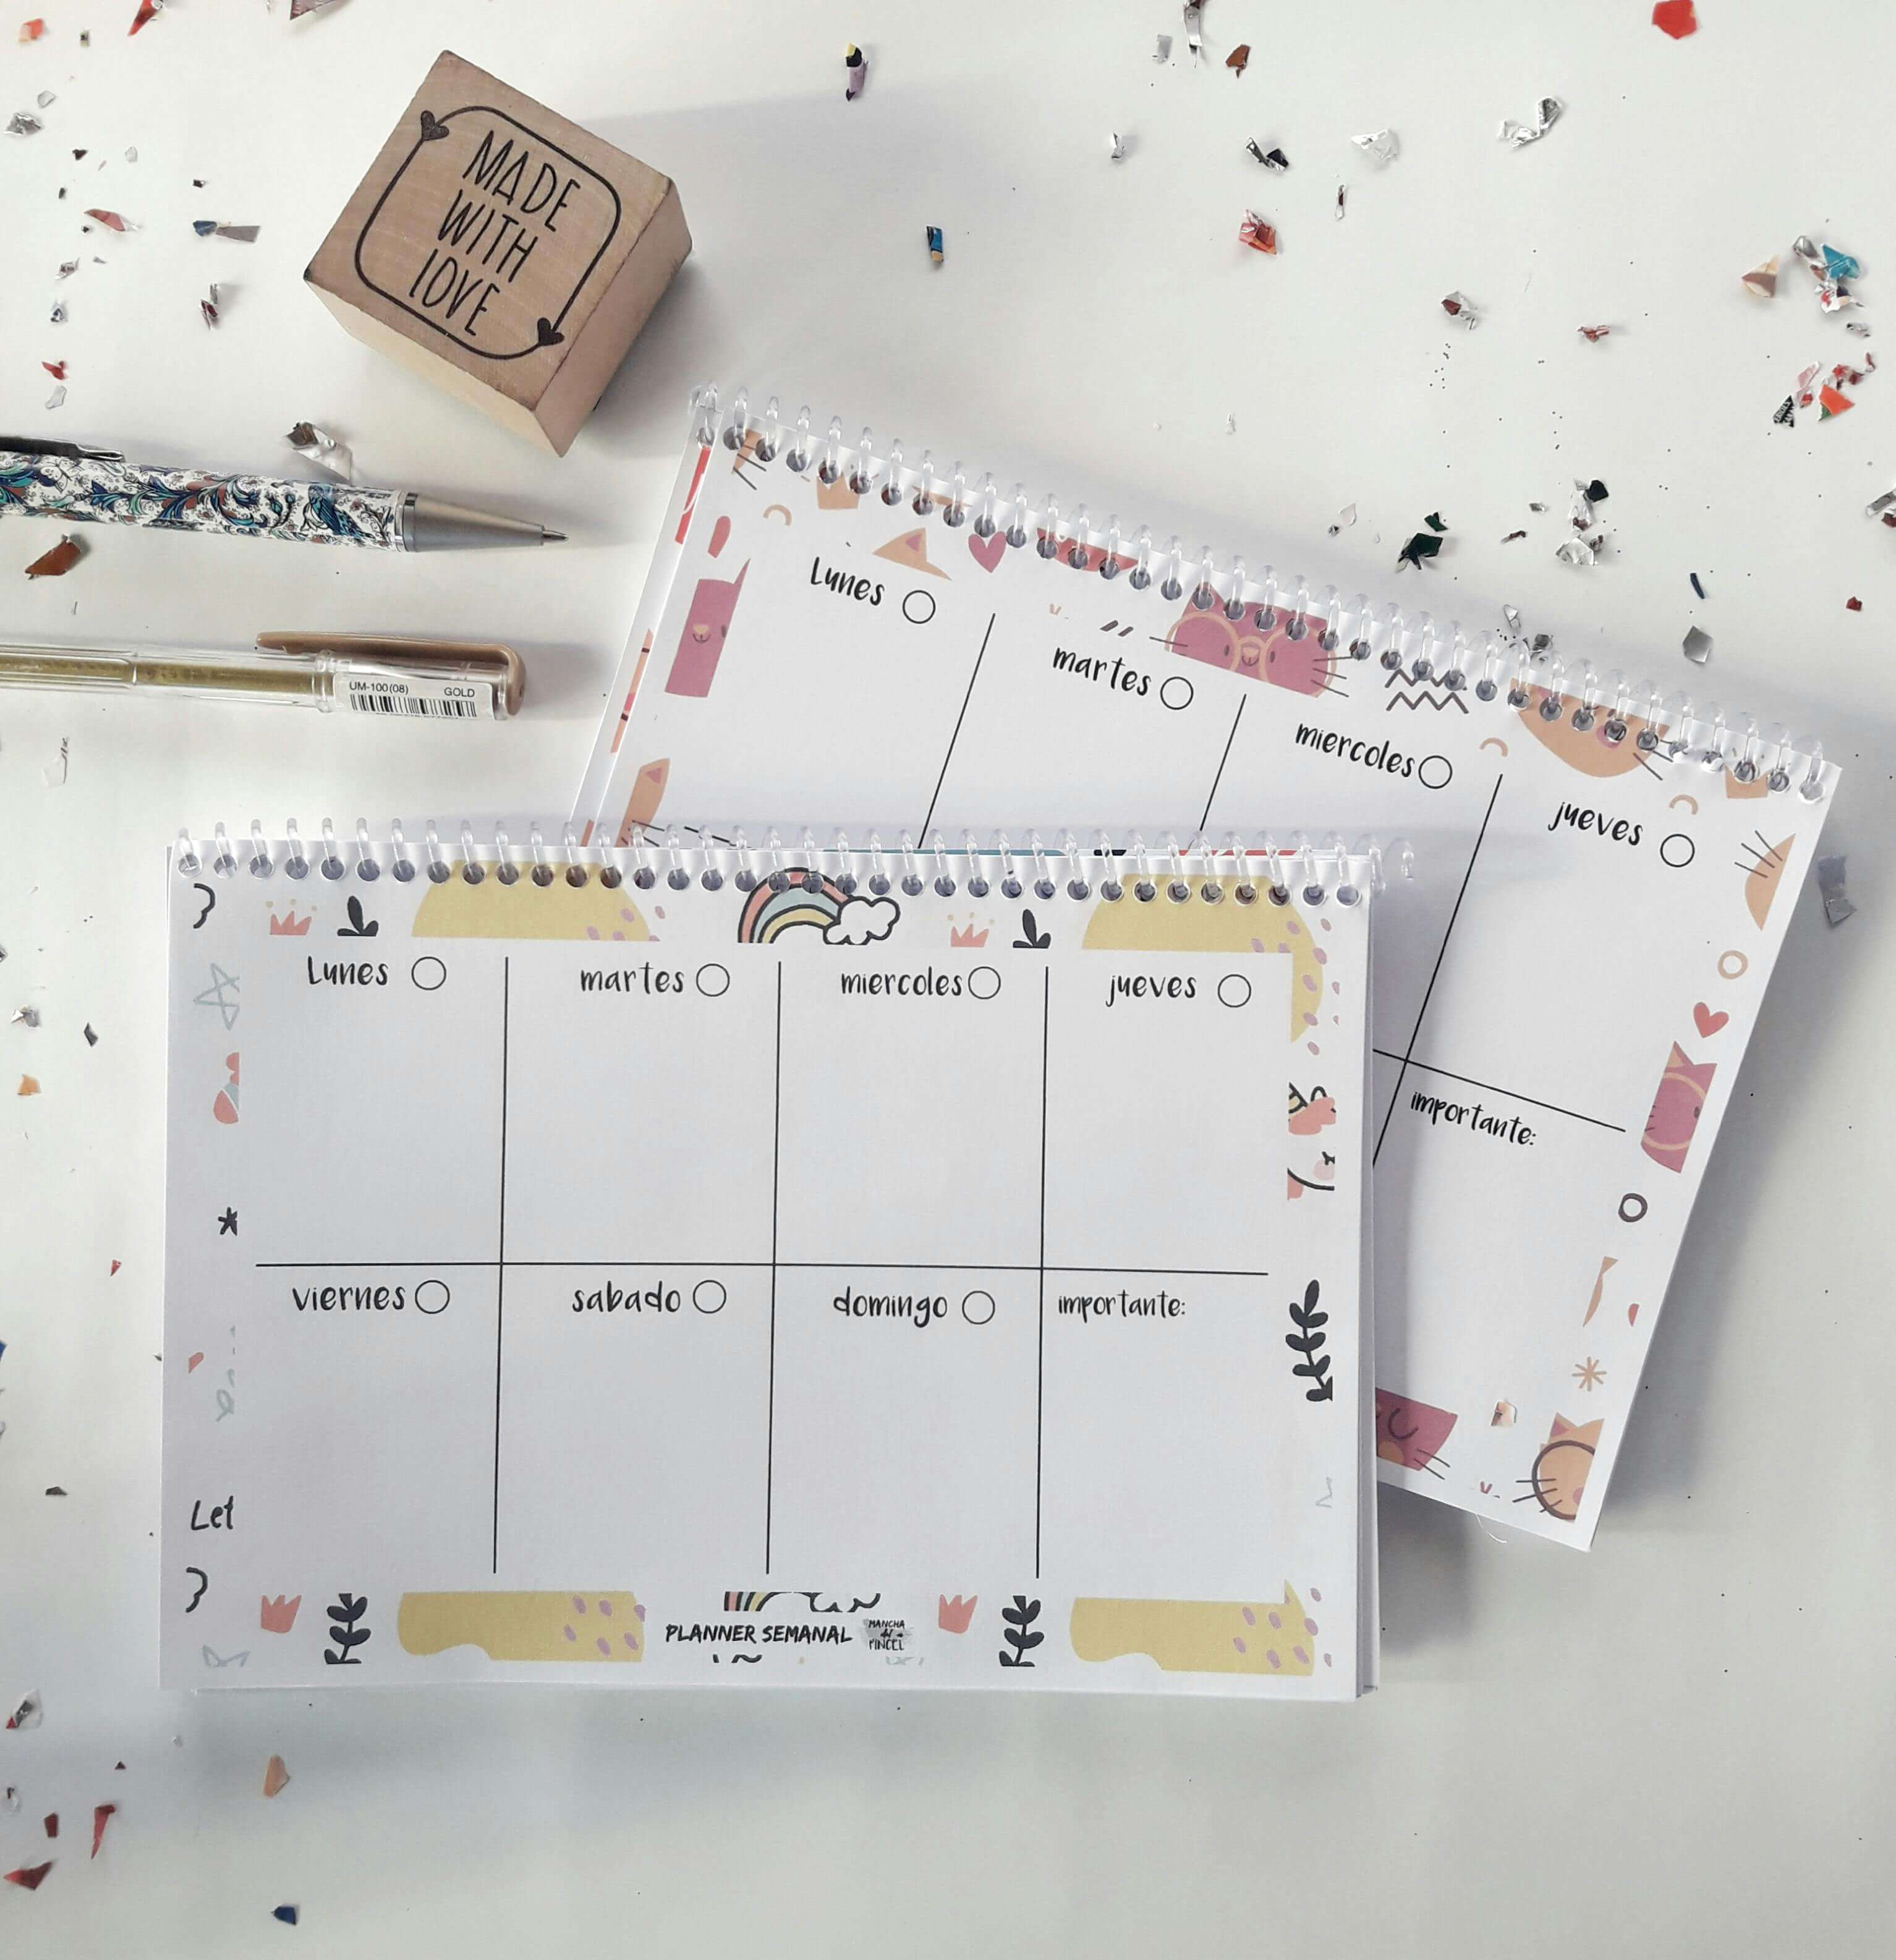 MADE
WITH
LOVE
UM-100(08) GOLD
Lunes
martes
miercoles
jueves
importante:
Lunes martes miercoles jueves
viernes sabado domingo importante:
Let
PLANNER SEMANAL
MANCHA
del
PINCEL